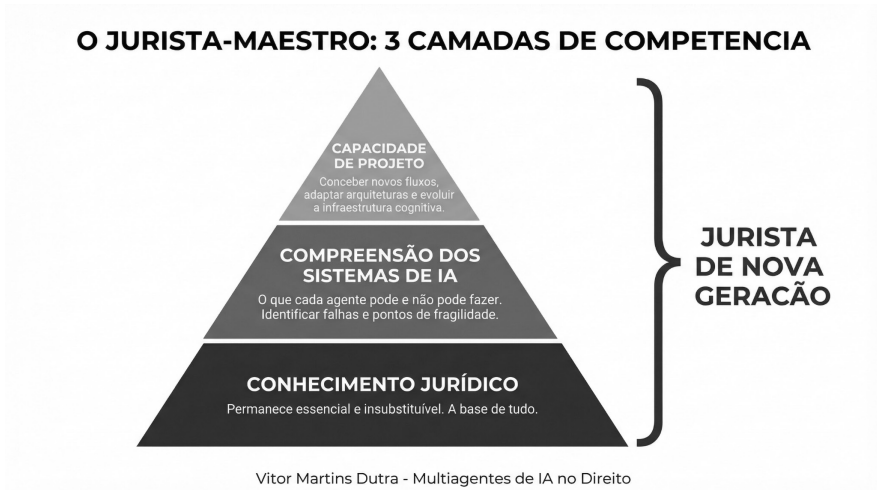 O JURISTA-MAESTRO: 3 CAMADAS DE COMPETENCIA
CAPACIDADE
DE PROJETO
Conceber novos fluxos,
adaptar arquiteturas e evoluir
a infraestrutura cognitiva.
COMPREENSÃO DOS
SISTEMAS DE IA
O que cada agente pode e não pode fazer.
Identificar falhas e pontos de fragilidade.
CONHECIMENTO JURÍDICO
Permanece essencial e insubstituível. A base de tudo.
JURISTA
DE NOVA
GERACÃO
Vitor Martins Dutra - Multiagentes de IA no Direito